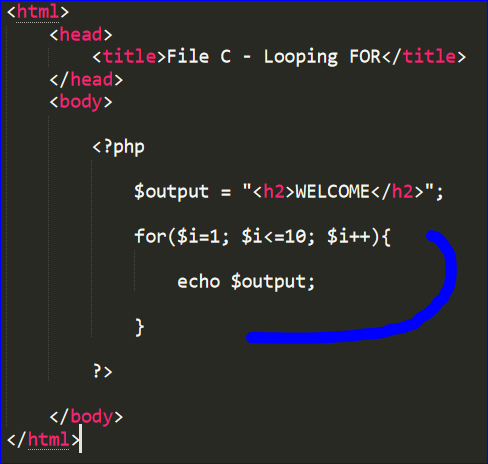 <html>
<head>
<title>File C - Looping FOR</title>
</head>
<body>
<?php
$output = "<h2>WELCOME</h2>";
for($i=1; $i<=10; $i++){
echo $output;
}
?>
</body>
</html>